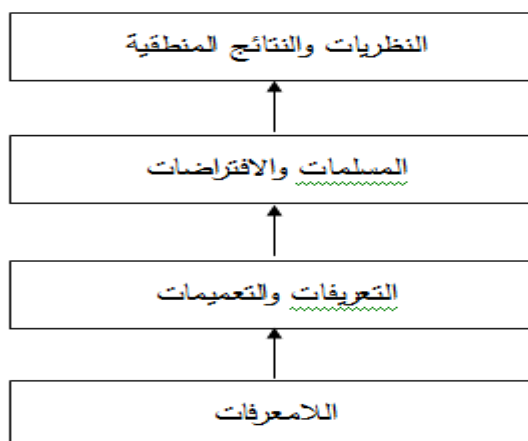 النظريات والنتائج المنطقية
المسلمات والافتراضات
التعريفات والتعميمات
اللامعرفات